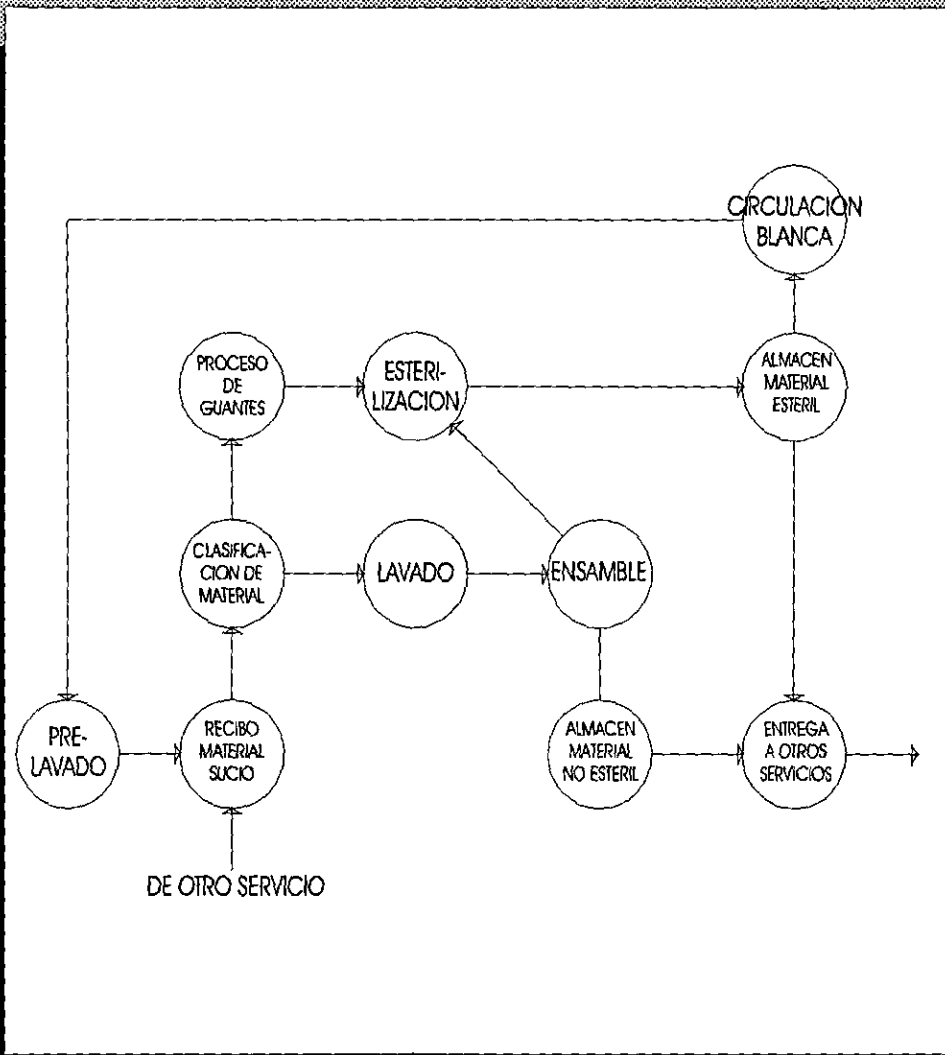 CIRCULACION
BLANCA
PROCESO
DE
GUANTES
ESTERI-
LIZACION
ALMACEN
MATERIAL
ESTERIL
CLASIFICA-
CION DE
MATERIAL
LAVADO
ENSAMBLE
PRE-
LAVADO
RECIBO
MATERIAL
SUCIO
ALMACEN
MATERIAL
NO ESTERIL
ENTREGA
A OTROS
SERVICIOS
DE OTRO SERVICIO